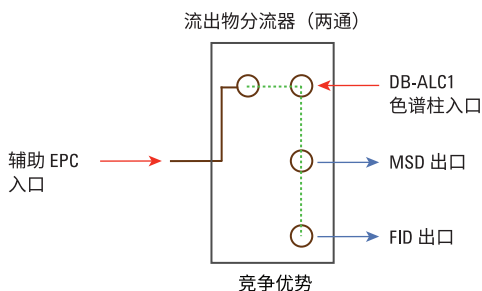 流出物分流器（两通）
DB-ALC1
色谱柱入口
辅助 EPC
入口
MSD 出口
FID 出口
竞争优势